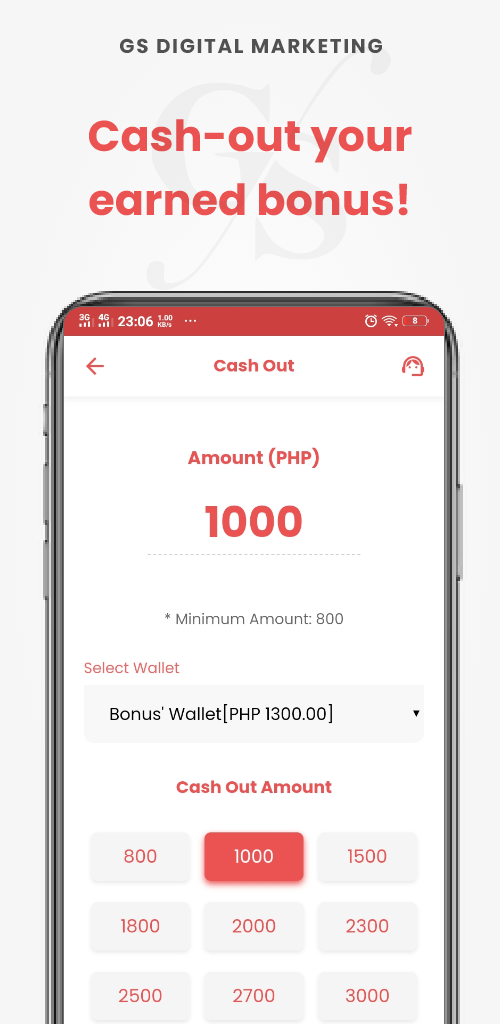 GS DIGITAL MARKETING
GS
Cash-out your
earned bonus!
3G 4G 23:06 1.00 KB/s ... 8
Cash Out
Amount (PHP)
1000
* Minimum Amount: 800
Select Wallet
Bonus' Wallet[PHP 1300.00]
Cash Out Amount
800 1000 1500
1800 2000 2300
2500 2700 3000